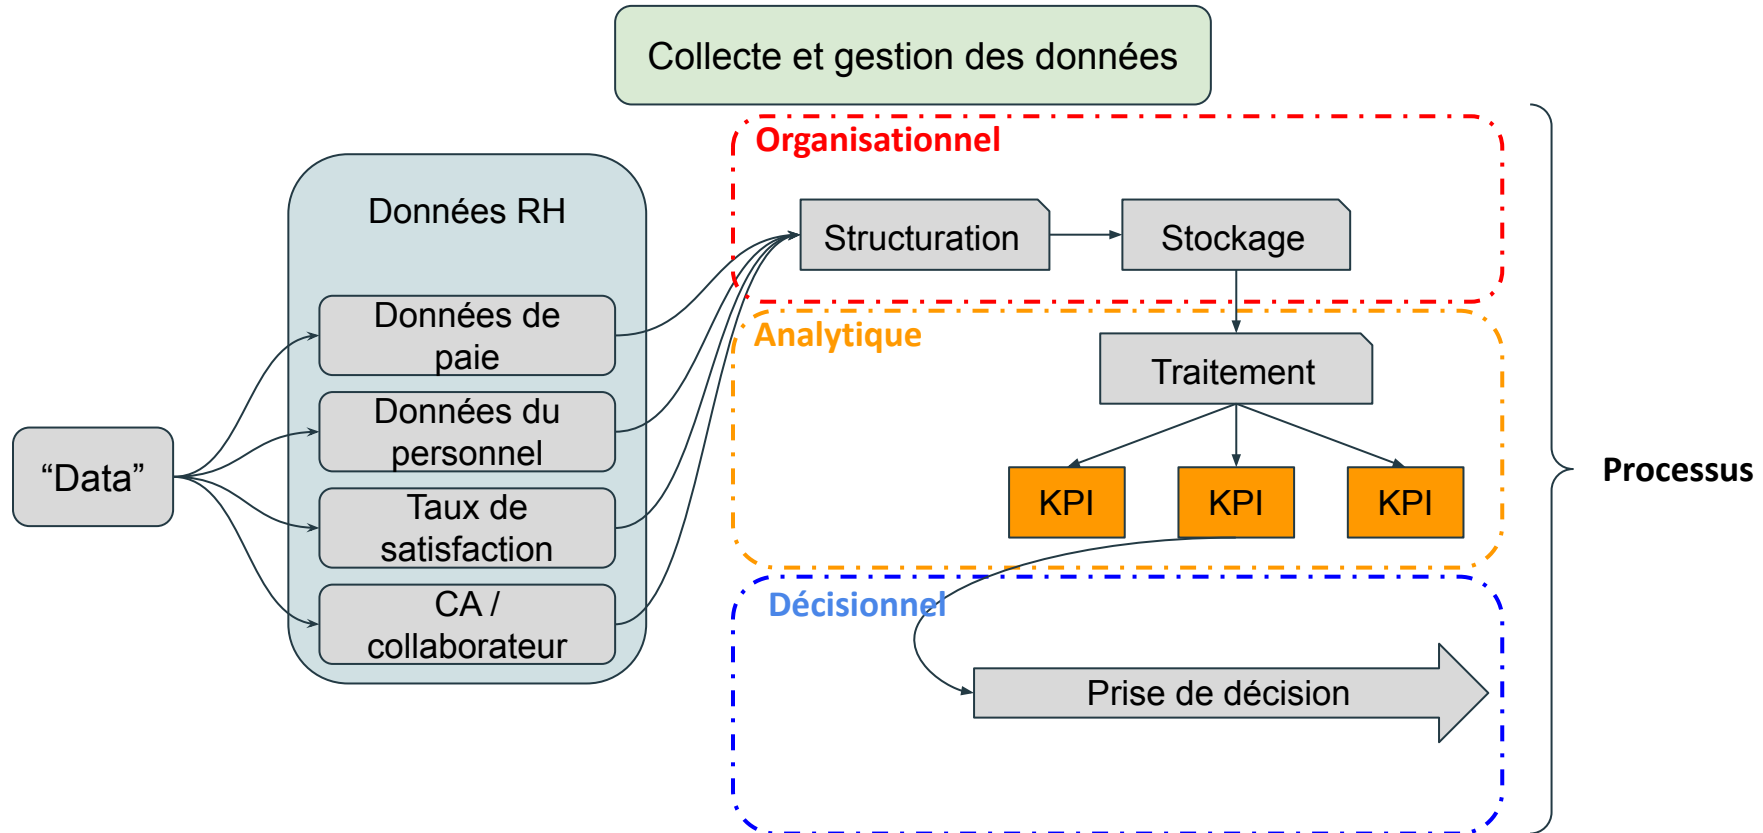 Collecte et gestion des données
Organisationnel
Données RH
Structuration
Stockage
Données de
paie
Analytique
Traitement
Données du
personnel
“Data”
Processus
KPI
KPI
KPI
Taux de
satisfaction
CA /
collaborateur
Décisionnel
Prise de décision